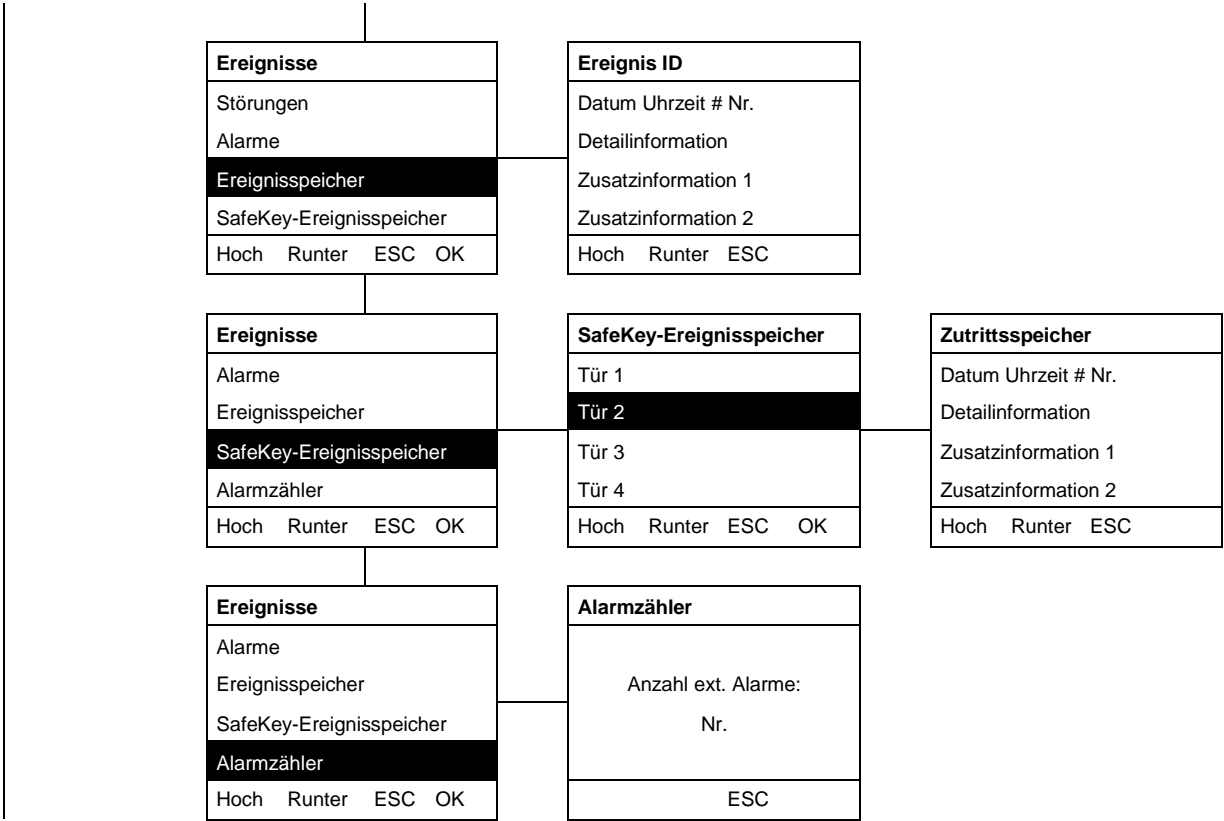 Ereignisse
Störungen
Alarme
Ereignisspeicher
SafeKey-Ereignisspeicher
Hoch Runter ESC OK
Ereignis ID
Datum Uhrzeit # Nr.
Detailinformation
Zusatzinformation 1
Zusatzinformation 2
Hoch Runter ESC
Ereignisse
Alarme
Ereignisspeicher
SafeKey-Ereignisspeicher
Alarmzähler
Hoch Runter ESC OK
SafeKey-Ereignisspeicher
Tür 1
Tür 2
Tür 3
Tür 4
Hoch Runter ESC OK
Zutrittsspeicher
Datum Uhrzeit # Nr.
Detailinformation
Zusatzinformation 1
Zusatzinformation 2
Hoch Runter ESC
Ereignisse
Alarme
Ereignisspeicher
SafeKey-Ereignisspeicher
Alarmzähler
Hoch Runter ESC OK
Alarmzähler
Anzahl ext. Alarme:
Nr.
ESC